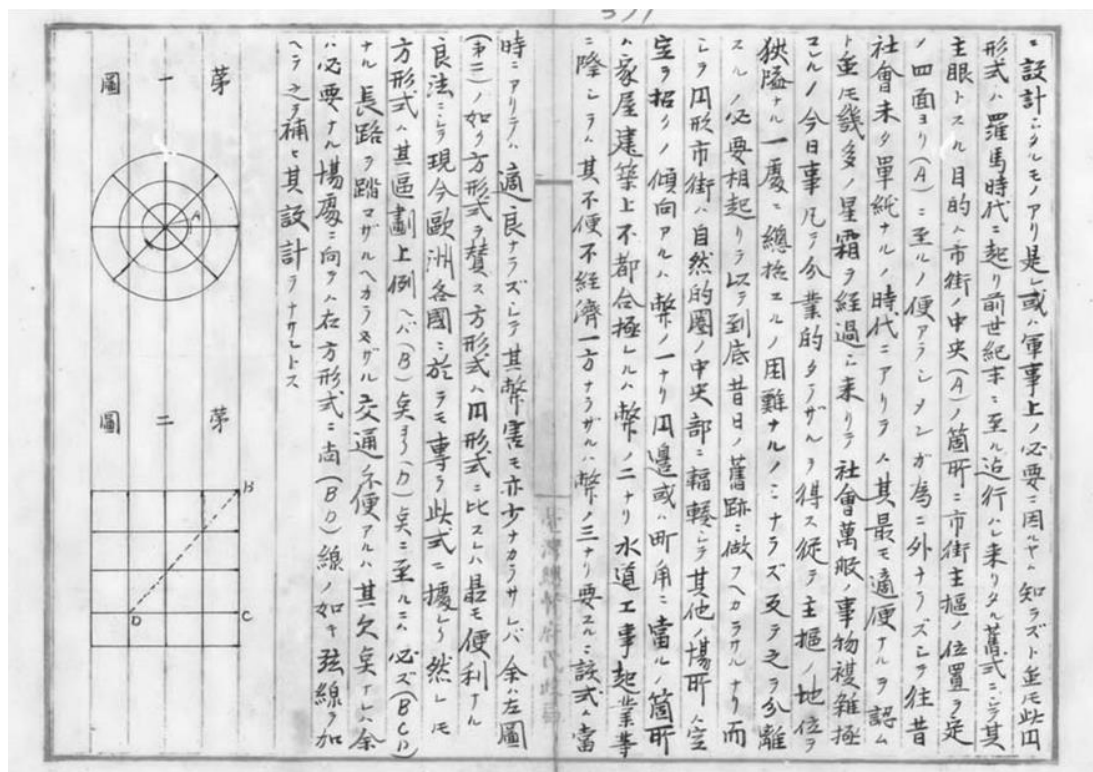 ニ設計シタルモノアリ是レ或ハ軍事上ノ必要ニ因ルヤハ知ラズト並モ此円
形式ハ羅馬時代ニ起リ前世紀末ニ至ル迄行ハレ来リタル舊式ニシテ其
主眼トスル目的ハ市街ノ中央(A)ノ箇所ニ市街主樞ノ位置ヲ定
ノ四面ヨリ(A)ニ至ルノ便アラシメンガ為ニ外ナラズシテ往昔
社會未タ單純ナルノ時代ニアリテハ其最モ適便ナルヲ認ム
ト並モ幾多ノ星霜ヲ経過シ来リテ社會萬般ノ事物複雑極
マルノ今日事凡テ分業的タラザルヲ得ス従テ主樞ノ地位ヲ
狹隘ナル一處ニ總括スルノ困難ナルノミナラズ反テ之ヲ分離
スルノ必要相起リテ以テ到底昔日ノ舊跡ニ做フヘカラサルナリ而
シテ円形市街ハ自然的圏ノ中央部ニ輻輳シテ其他ノ場所ハ空
空ヲ招クノ傾向アルハ弊ノ一ナリ円邊或ハ町角ニ當ルノ箇所
ハ家屋建築上不都合極レルハ弊ノ二ナリ水道工事起業等
ニ際シテハ其不便不経濟一方ナラザルハ弊ノ三ナリ要スルニ該式ハ當
時ニアリテハ適良ナラズシテ其弊害モ亦少ナカラサレバ余ハ左圖
(第二)ノ如ク方形式ヲ賛ス方形式ハ円形式ニ比スレハ最モ便利ナル
良法ニシテ現今歐洲各國ニ於テモ專ラ此式ニ據レリ然レモ
方形式ハ其區劃上例ヘバ(B)点ヨリ(D)点ニ至ルニハ必ズ(BCD)
ナル長路ヲ踏マザルヘカラザル交通不便アルハ其欠点ナレハ余
ハ必要ナル場處ニ向テハ右方形式ニ尚(BD)線ノ如キ弦線ヲ加
ヘテ之ヲ補ヒ其設計ヲナサントス
第一圖
A
第二圖
B
D
C